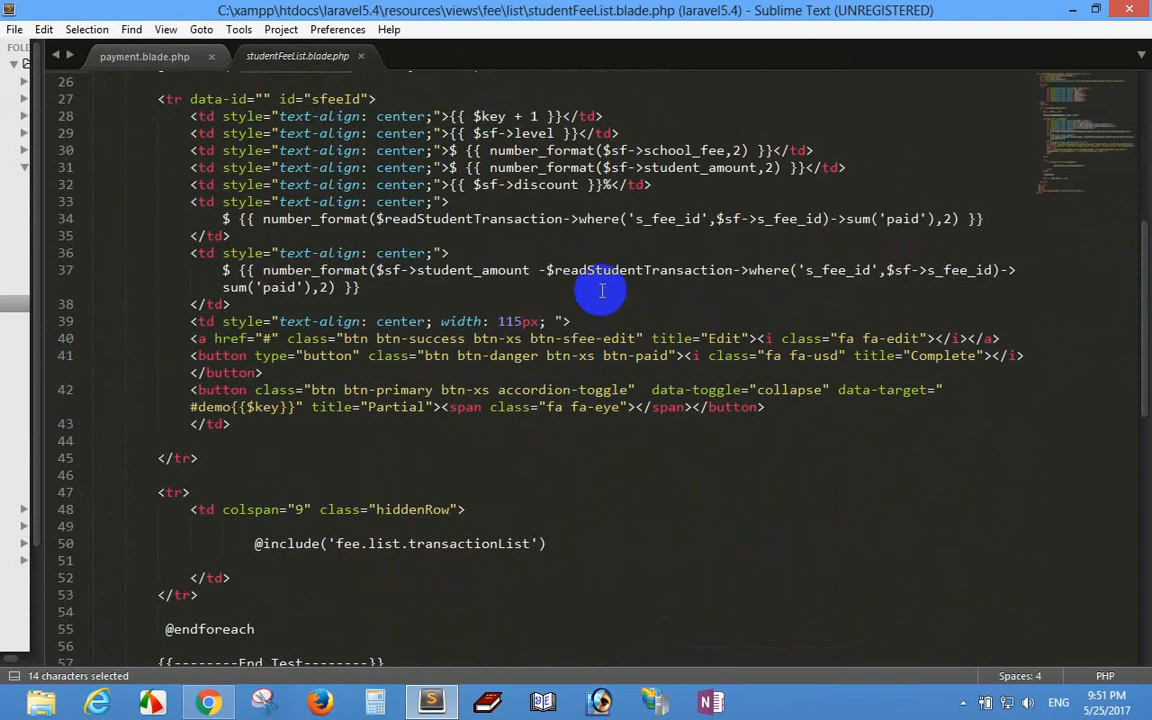 C:\xampp\htdocs\laravel5.4\resources\views\fee\list\studentFeeList.blade.php (laravel5.4) - Sublime Text (UNREGISTERED)
File Edit Selection Find View Goto Tools Project Preferences Help
FOL
payment.blade.php studentFeeList.blade.php
26
27 <tr data-id="" id="sfeeId">
28 <td style="text-align: center;">{{ $key + 1 }}</td>
29 <td style="text-align: center;">{{ $sf->level }}</td>
30 <td style="text-align: center;">$ {{ number_format($sf->school_fee,2) }}</td>
31 <td style="text-align: center;">$ {{ number_format($sf->student_amount,2) }}</td>
32 <td style="text-align: center;">{{ $sf->discount }}%</td>
33 <td style="text-align: center;">
34 $ {{ number_format($readStudentTransaction->where('s_fee_id',$sf->s_fee_id)->sum('paid'),2) }}
35 </td>
36 <td style="text-align: center;">
37 $ {{ number_format($sf->student_amount -$readStudentTransaction->where('s_fee_id',$sf->s_fee_id)->
sum('paid'),2) }}
38 </td>
39 <td style="text-align: center; width: 115px; ">
40 <a href="#" class="btn btn-success btn-xs btn-sfee-edit" title="Edit"><i class="fa fa-edit"></i></a>
41 <button type="button" class="btn btn-danger btn-xs btn-paid"><i class="fa fa-usd" title="Complete"></i>
</button>
42 <button class="btn btn-primary btn-xs accordion-toggle"  data-toggle="collapse" data-target="
#demo{{$key}}" title="Partial"><span class="fa fa-eye"></span></button>
43 </td>
44
45 </tr>
46
47 <tr>
48 <td colspan="9" class="hiddenRow">
49
50 @include('fee.list.transactionList')
51
52 </td>
53 </tr>
54
55 @endforeach
56
57 {{--------End Test--------}}
14 characters selected Spaces: 4 PHP
ENG 9:51 PM
5/25/2017